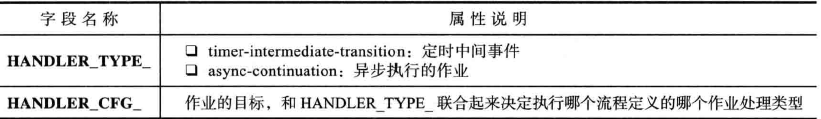 字段名称 属性说明
HANDLER_TYPE_ ❑ timer-intermediate-transition：定时中间事件
❑ async-continuation：异步执行的作业
HANDLER_CFG_ 作业的目标，和 HANDLER_TYPE_ 联合起来决定执行哪个流程定义的哪个作业处理类型